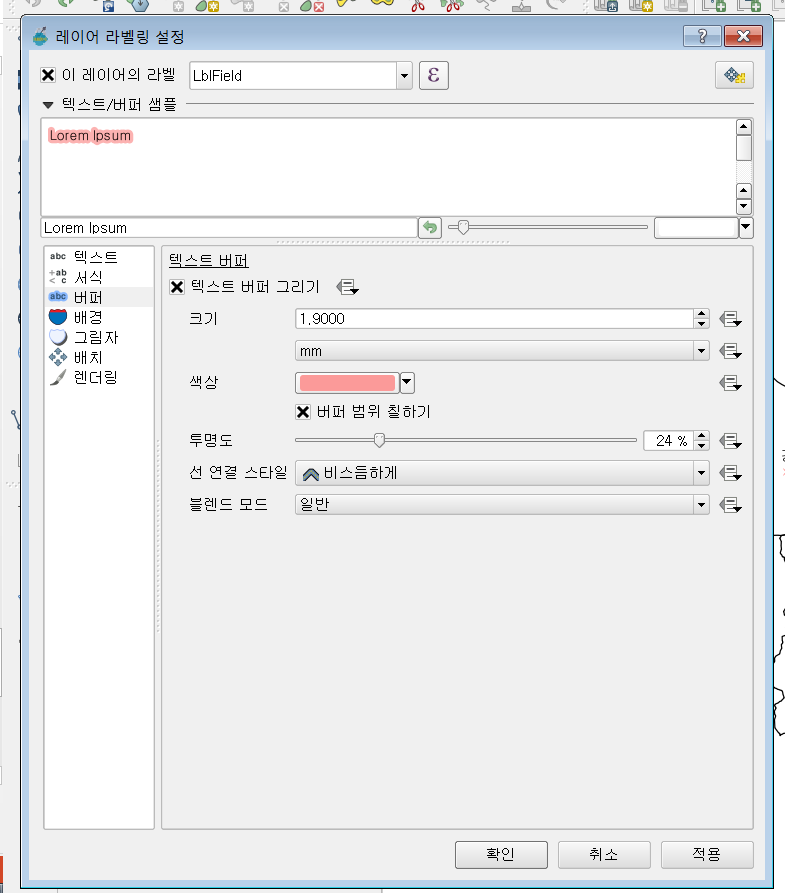 레이어 라벨링 설정
이 레이어의 라벨 LblField ε
텍스트/버퍼 샘플
Lorem Ipsum
Lorem Ipsum
abc 텍스트
+ab < c 서식
abc 버퍼
배경
그림자
배치
렌더링
텍스트 버퍼
텍스트 버퍼 그리기
크기 1.9000
mm
색상
버퍼 범위 칠하기
투명도 24 %
선 연결 스타일 비스듬하게
블렌드 모드 일반
확인 취소 적용